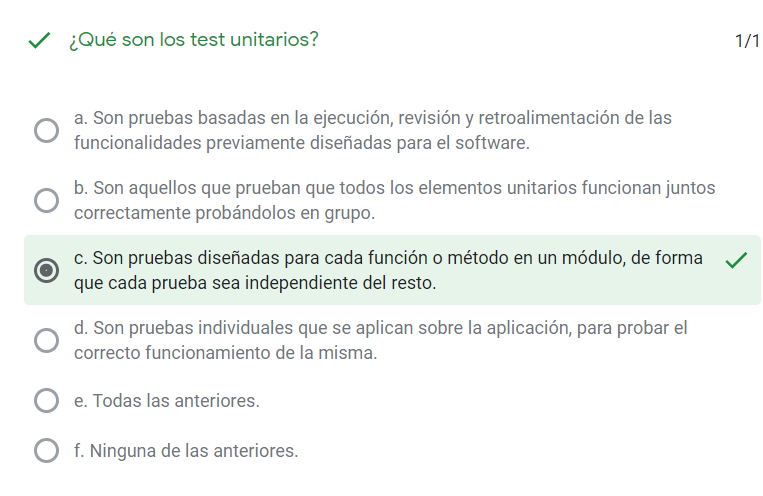 ¿Qué son los test unitarios?
1/1
a. Son pruebas basadas en la ejecución, revisión y retroalimentación de las
funcionalidades previamente diseñadas para el software.
b. Son aquellos que prueban que todos los elementos unitarios funcionan juntos
correctamente probándolos en grupo.
c. Son pruebas diseñadas para cada función o método en un módulo, de forma
que cada prueba sea independiente del resto.
d. Son pruebas individuales que se aplican sobre la aplicación, para probar el
correcto funcionamiento de la misma.
e. Todas las anteriores.
f. Ninguna de las anteriores.